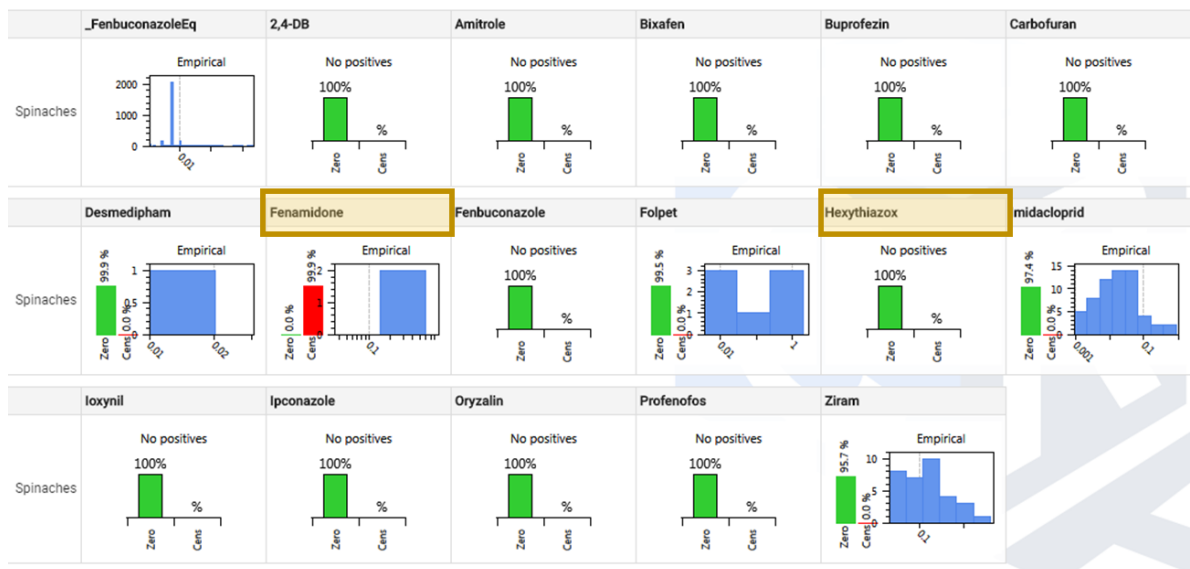 _FenbuconazoleEq 2,4-DB Amitrole Bixafen Buprofezin Carbofuran
Spinaches
Empirical
2000
1000
0
0.01
No positives
100%
%
Zero Cens
No positives
100%
%
Zero Cens
No positives
100%
%
Zero Cens
No positives
100%
%
Zero Cens
No positives
100%
%
Zero Cens
Desmedipham Fenamidone Fenbuconazole Folpet Hexythiazox midacloprid
Spinaches
99.9 %
0.0 %
Zero Cens
Empirical
1
0.5
0
0.01 0.02
0.0 %
99.9 %
Zero Cens
Empirical
2
1
0
0.1
No positives
100%
%
Zero Cens
99.5 %
0.0 %
Zero Cens
Empirical
3
2
1
0
0.01 1
No positives
100%
%
Zero Cens
97.4 %
0.0 %
Zero Cens
Empirical
15
10
5
0
0.001 0.1
Ioxynil Ipconazole Oryzalin Profenofos Ziram
Spinaches
No positives
100%
%
Zero Cens
No positives
100%
%
Zero Cens
No positives
100%
%
Zero Cens
No positives
100%
%
Zero Cens
95.7 %
0.0 %
Zero Cens
Empirical
10
5
0
0.1